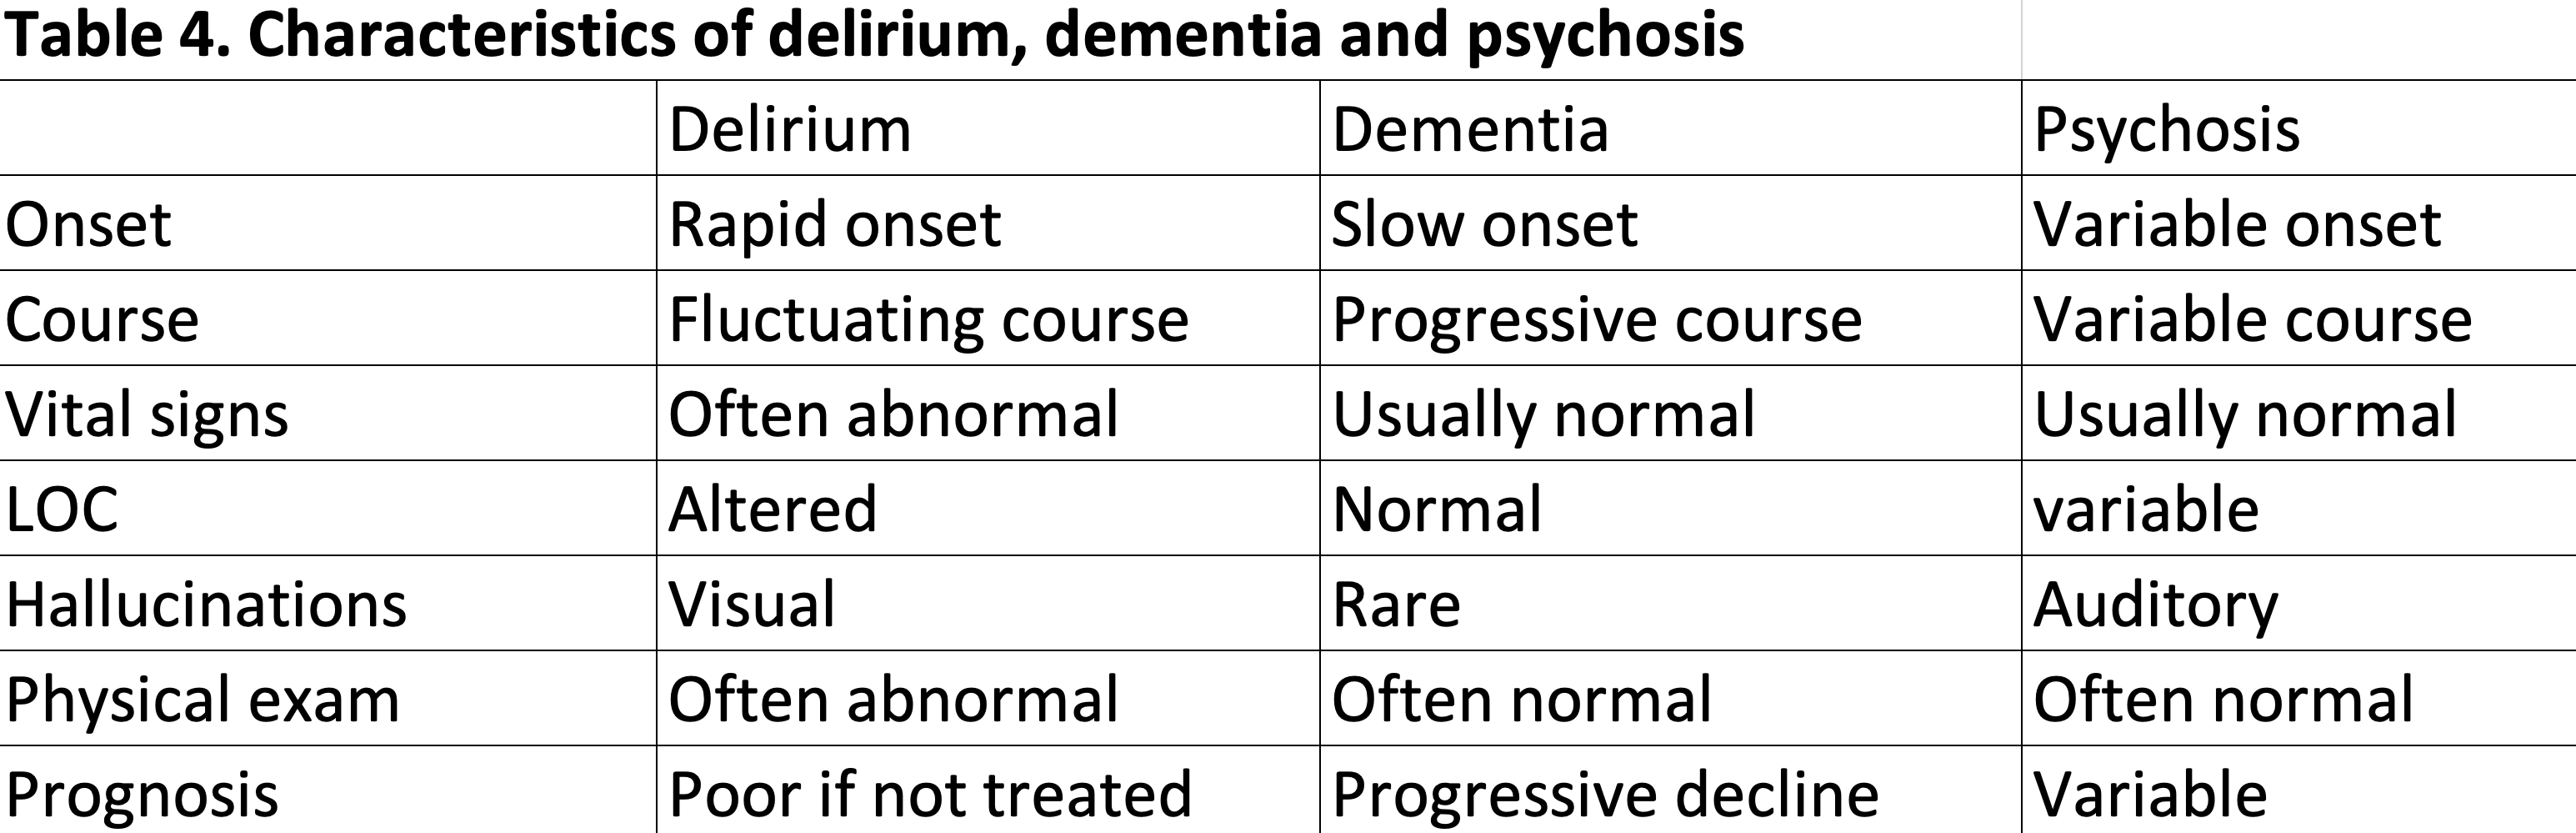 Table 4. Characteristics of delirium, dementia and psychosis
Delirium Dementia Psychosis
Onset Rapid onset Slow onset Variable onset
Course Fluctuating course Progressive course Variable course
Vital signs Often abnormal Usually normal Usually normal
LOC Altered Normal variable
Hallucinations Visual Rare Auditory
Physical exam Often abnormal Often normal Often normal
Prognosis Poor if not treated Progressive decline Variable